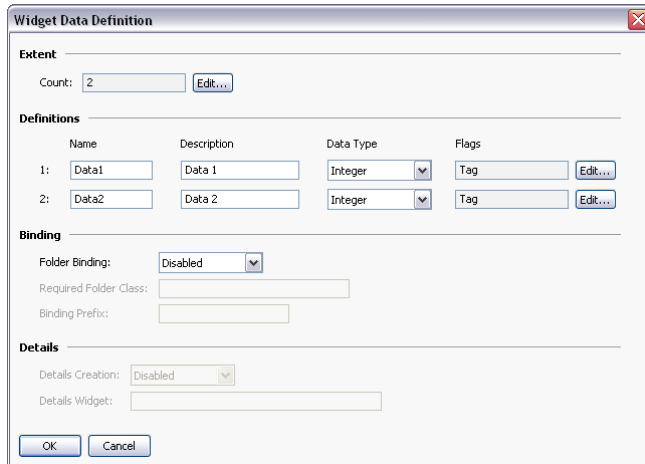 Widget Data Definition
Extent
Count: 2 Edit...
Definitions
Name Description Data Type Flags
1: Data1 Data 1 Integer Tag Edit...
2: Data2 Data 2 Integer Tag Edit...
Binding
Folder Binding: Disabled
Required Folder Class:
Binding Prefix:
Details
Details Creation: Disabled
Details Widget:
OK Cancel